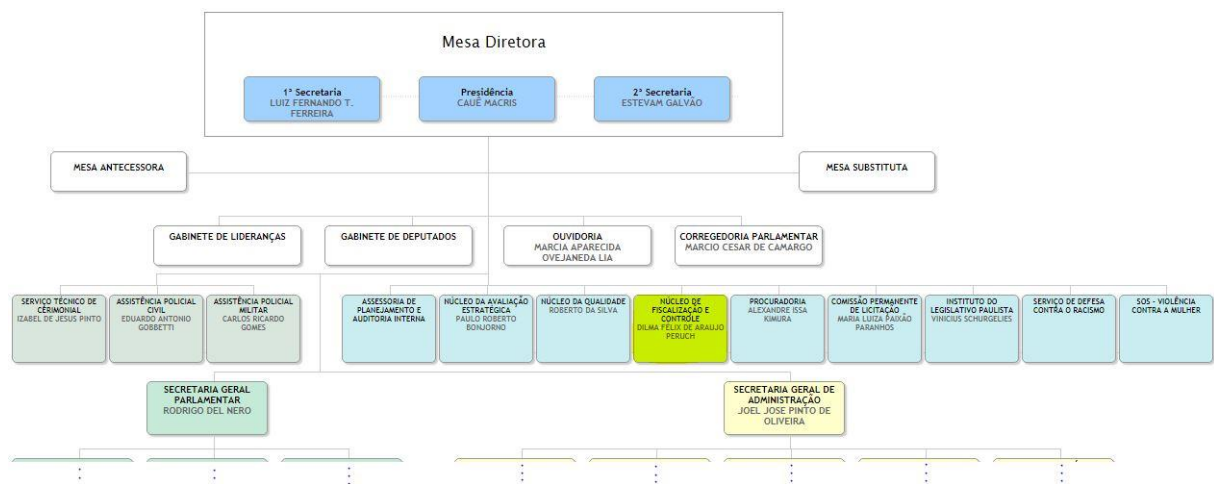 Mesa Diretora
1ª Secretaria
LUIZ FERNANDO T.
FERREIRA
Presidência
CAUÊ MACRIS
2ª Secretaria
ESTEVAM GALVÃO
MESA ANTECESSORA
MESA SUBSTITUTA
GABINETE DE LIDERANÇAS
GABINETE DE DEPUTADOS
OUVIDORIA
MARCIA APARECIDA
OVEJANEDA LIA
CORREGEDORIA PARLAMENTAR
MARCIO CESAR DE CAMARGO
SERVIÇO TÉCNICO DE
CERIMONIAL
IZABEL DE JESUS PINTO
ASSISTÊNCIA POLICIAL
CIVIL
EDUARDO ANTONIO
GOBBETTI
ASSISTÊNCIA POLICIAL
MILITAR
CARLOS RICARDO
GOMES
ASSESSORIA DE
PLANEJAMENTO E
AUDITORIA INTERNA
NÚCLEO DA AVALIAÇÃO
ESTRATÉGICA
PAULO ROBERTO
BONJORNO
NÚCLEO DA QUALIDADE
ROBERTO DA SILVA
NÚCLEO DE
FISCALIZAÇÃO E
CONTRÔLE
DILMA FÉLIX DE ARAUJO
PERUCH
PROCURADORIA
ALEXANDRE ISSA
KIMURA
COMISSÃO PERMANENTE
DE LICITAÇÃO
MARIA LUIZA PAIXÃO
PARANHOS
INSTITUTO DO
LEGISLATIVO PAULISTA
VINICIUS SCHURGELIES
SERVIÇO DE DEFESA
CONTRA O RACISMO
SOS - VIOLÊNCIA
CONTRA A MULHER
SECRETARIA GERAL
PARLAMENTAR
RODRIGO DEL NERO
SECRETARIA GERAL DE
ADMINISTRAÇÃO
JOEL JOSE PINTO DE
OLIVEIRA